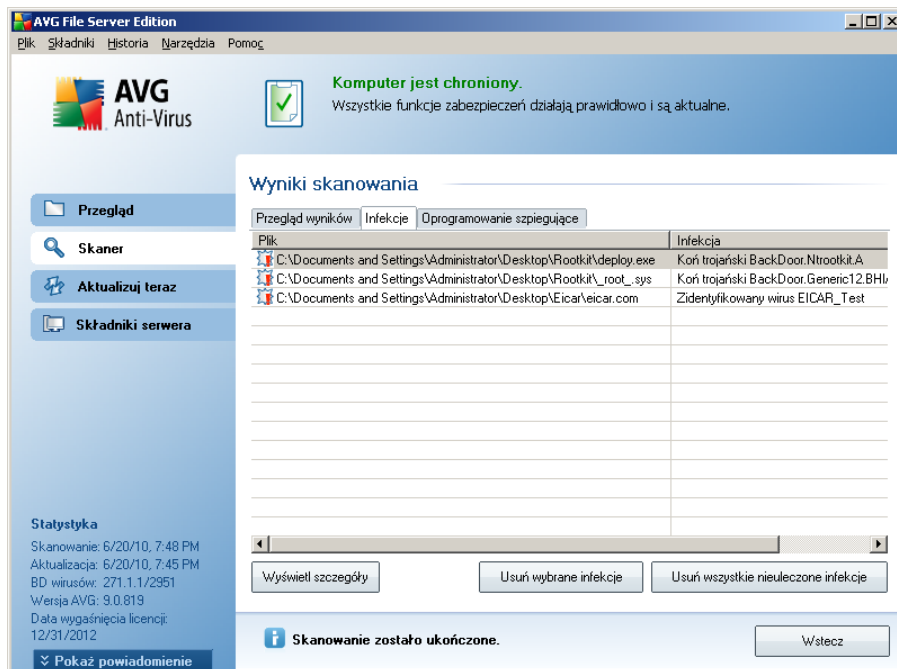 AVG File Server Edition
Plik Składniki Historia Narzędzia Pomoc
AVG
Anti-Virus
Komputer jest chroniony.
Wszystkie funkcje zabezpieczeń działają prawidłowo i są aktualne.
Przegląd
Skaner
Aktualizuj teraz
Składniki serwera
Wyniki skanowania
Przegląd wyników Infekcje Oprogramowanie szpiegujące
Plik Infekcja
C:\Documents and Settings\Administrator\Desktop\Rootkit\deploy.exe Koń trojański BackDoor.Ntrootkit.A
C:\Documents and Settings\Administrator\Desktop\Rootkit\_root_.sys Koń trojański BackDoor.Generic12.BHI
C:\Documents and Settings\Administrator\Desktop\Eicar\eicar.com Zidentyfikowany wirus EICAR_Test
Wyświetl szczegóły Usuń wybrane infekcje Usuń wszystkie nieuleczone infekcje
Statystyka
Skanowanie: 6/20/10, 7:48 PM
Aktualizacja: 6/20/10, 7:45 PM
BD wirusów: 271.1.1/2951
Wersja AVG: 9.0.819
Data wygaśnięcia licencji:
12/31/2012
Pokaż powiadomienie
Skanowanie zostało ukończone.
Wstecz